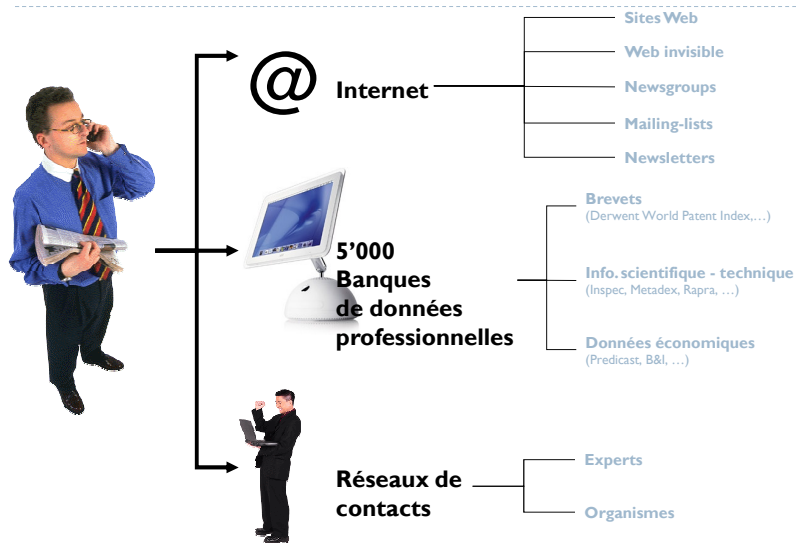 @
Internet
Sites Web
Web invisible
Newsgroups
Mailing-lists
Newsletters
5'000
Banques
de données
professionnelles
Brevets
(Derwent World Patent Index,…)
Info. scientifique - technique
(Inspec, Metadex, Rapra, …)
Données économiques
(Predicast, B&I, …)
Réseaux de
contacts
Experts
Organismes